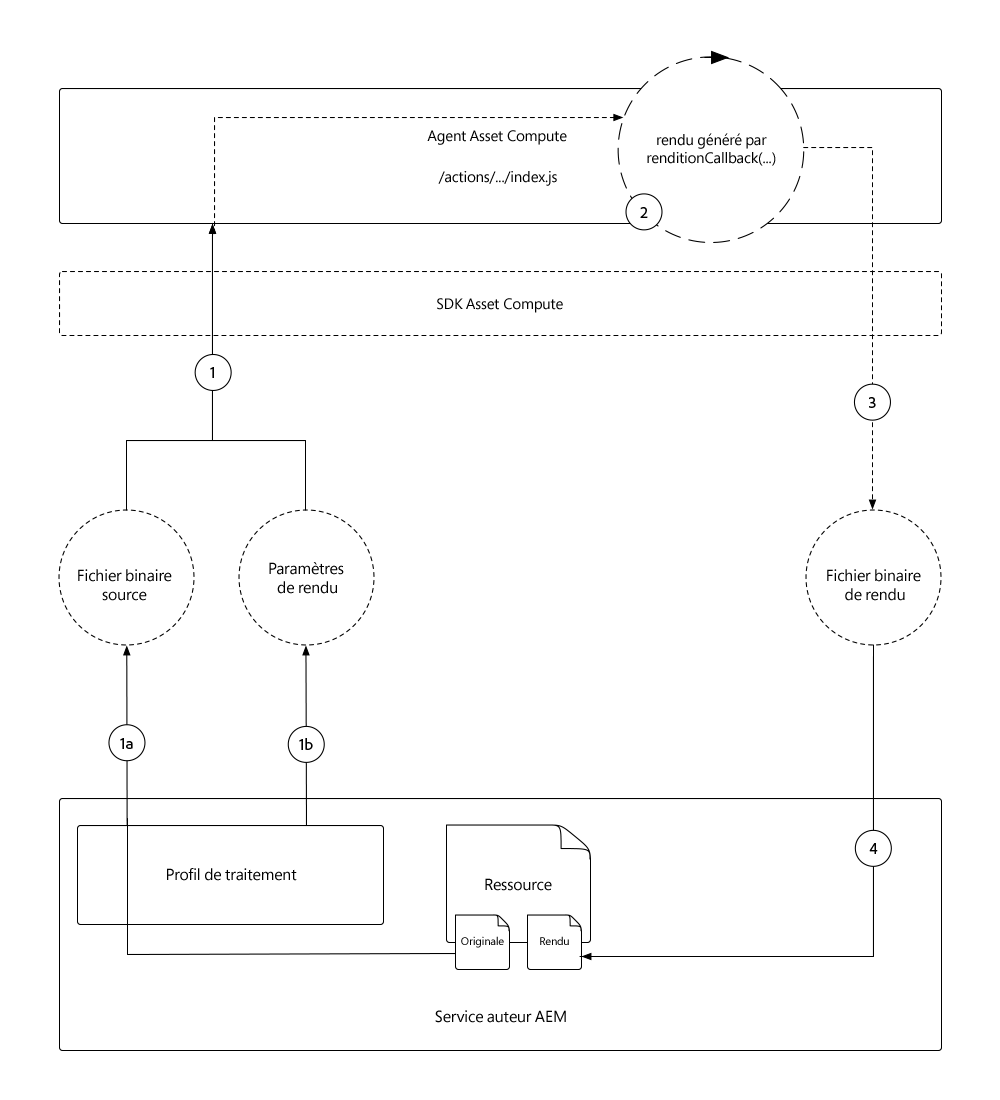 rendu généré par
renditionCallback(...)
Agent Asset Compute
/actions/.../index.js
2
SDK Asset Compute
1
3
Fichier binaire
source
Paramètres
de rendu
Fichier binaire
de rendu
1a
1b
4
Profil de traitement
Ressource
Originale
Rendu
Service auteur AEM